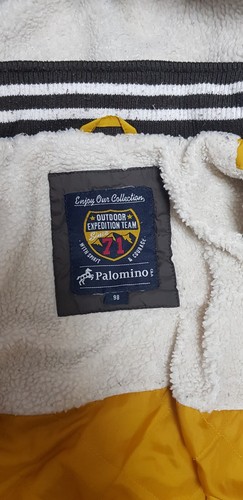 Enjoy Our Collection
OUTDOOR
EXPEDITION TEAM
71
WITH SPIRIT & COURAGE
Palomino
98